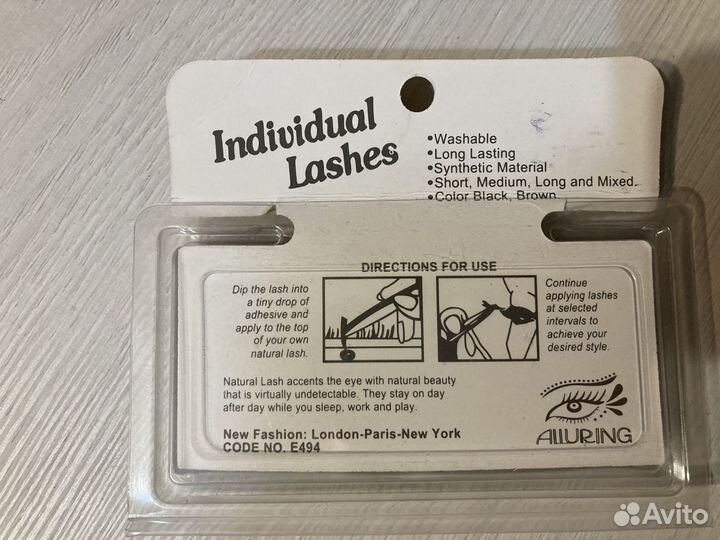 Individual
Lashes
•Washable
•Long Lasting
•Synthetic Material
•Short, Medium, Long and Mixed.
•Color Black, Brown
DIRECTIONS FOR USE
Dip the lash into
a tiny drop of
adhesive and
apply to the top
of your own
natural lash.
Continue
applying lashes
at selected
intervals to
achieve your
desired style.
Natural Lash accents the eye with natural beauty
that is virtually undetectable. They stay on day
after day while you sleep, work and play.
New Fashion: London-Paris-New York
CODE NO. E494
ALLURING
Avito